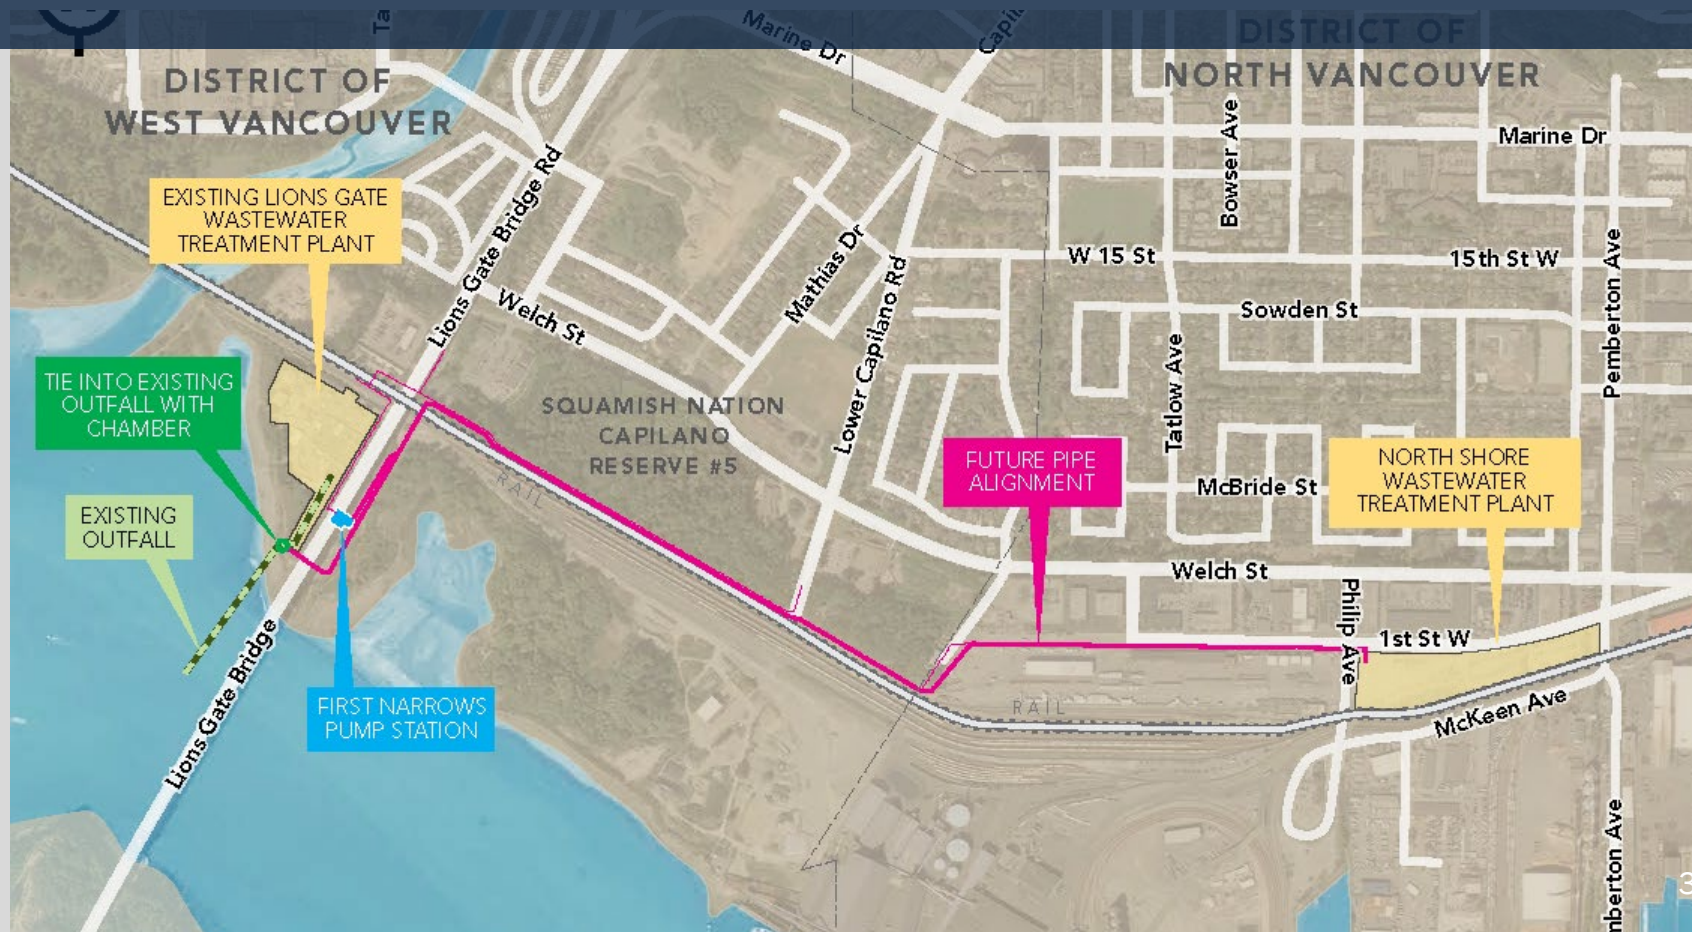 Marine Dr
DISTRICT OF
NORTH VANCOUVER
DISTRICT OF
WEST VANCOUVER
Marine Dr
Bowser Ave
EXISTING LIONS GATE
WASTEWATER
TREATMENT PLANT
Lions Gate Bridge Rd
Mathias Dr
W 15 St
15th St W
Pemberton Ave
Welch St
Lower Capilano Rd
Sowden St
Tatlow Ave
TIE INTO EXISTING
OUTFALL WITH
CHAMBER
SQUAMISH NATION
CAPILANO
RESERVE #5
RAIL
FUTURE PIPE
ALIGNMENT
McBride St
NORTH SHORE
WASTEWATER
TREATMENT PLANT
EXISTING
OUTFALL
Welch St
Philip Ave
1st St W
Lions Gate Bridge
FIRST NARROWS
PUMP STATION
RAIL
McKeen Ave
mberton Ave
3